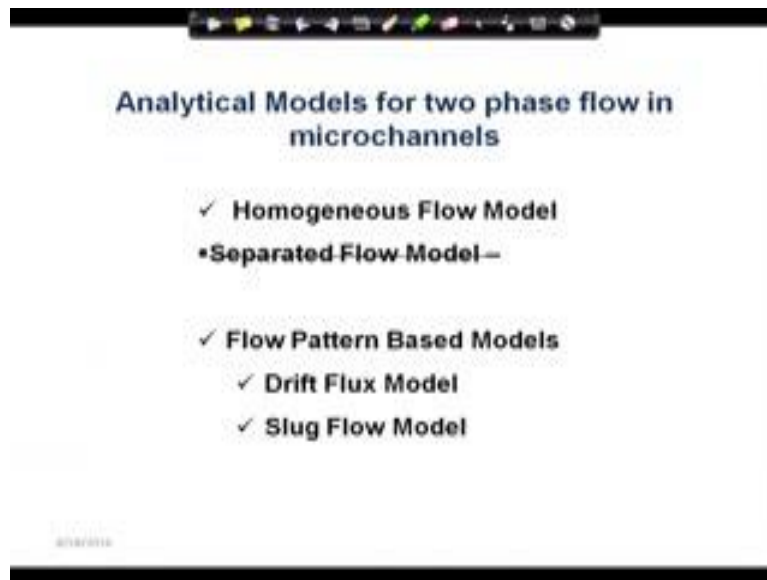 Analytical Models for two phase flow in
microchannels
✓ Homogeneous Flow Model
•Separated Flow Model –
✓ Flow Pattern Based Models
✓ Drift Flux Model
✓ Slug Flow Model